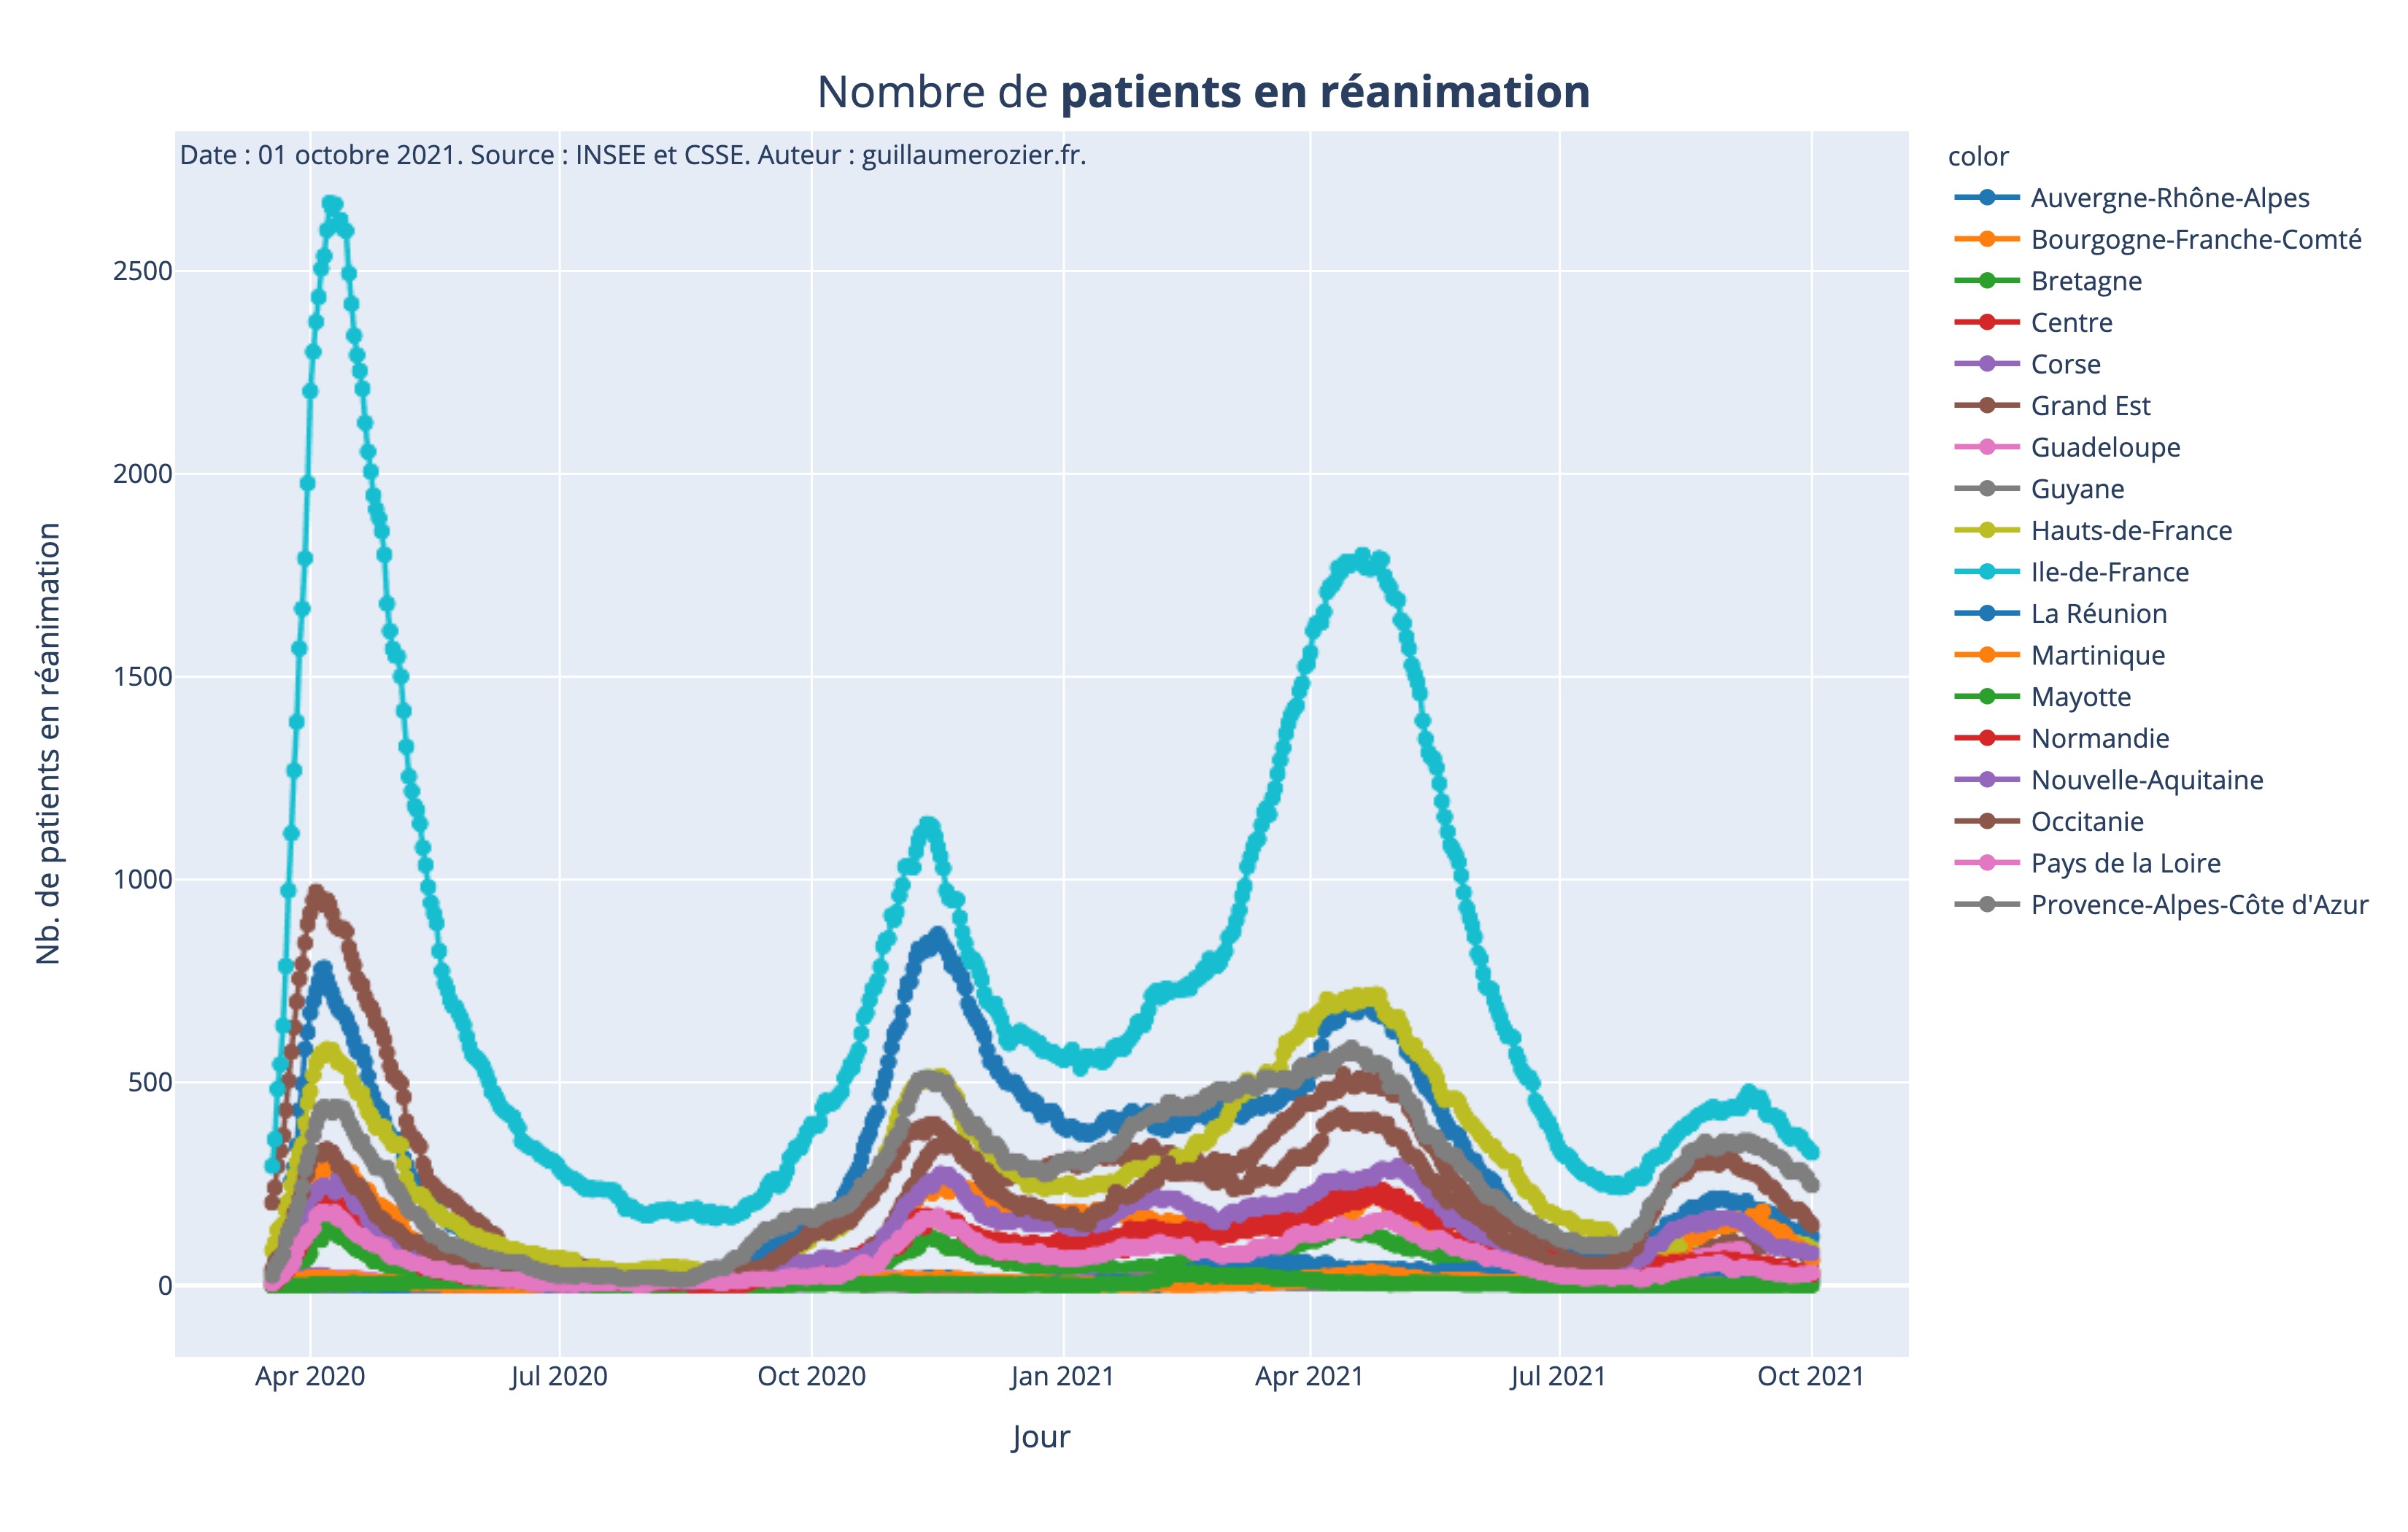 Nombre de patients en réanimation
Date : 01 octobre 2021. Source : INSEE et CSSE. Auteur : guillaumerozier.fr.
color
Auvergne-Rhône-Alpes
Bourgogne-Franche-Comté
Bretagne
Centre
Corse
Grand Est
Guadeloupe
Guyane
Hauts-de-France
Ile-de-France
La Réunion
Martinique
Mayotte
Normandie
Nouvelle-Aquitaine
Occitanie
Pays de la Loire
Provence-Alpes-Côte d'Azur
Nb. de patients en réanimation
2500
2000
1500
1000
500
0
Apr 2020
Jul 2020
Oct 2020
Jan 2021
Apr 2021
Jul 2021
Oct 2021
Jour